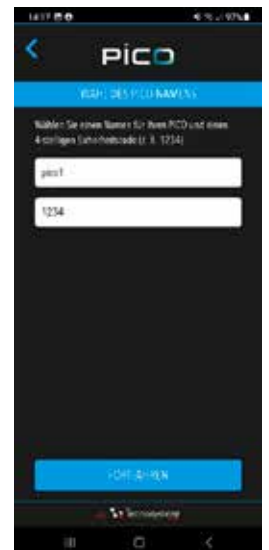 14:17
97%
PICO
WAHL DES PICO NAMENS
Wählen Sie einen Namen für Ihren PICO und einen
4-stelligen Sicherheitscode (z. B. 1234)
pico1
1234
FORTFAHREN